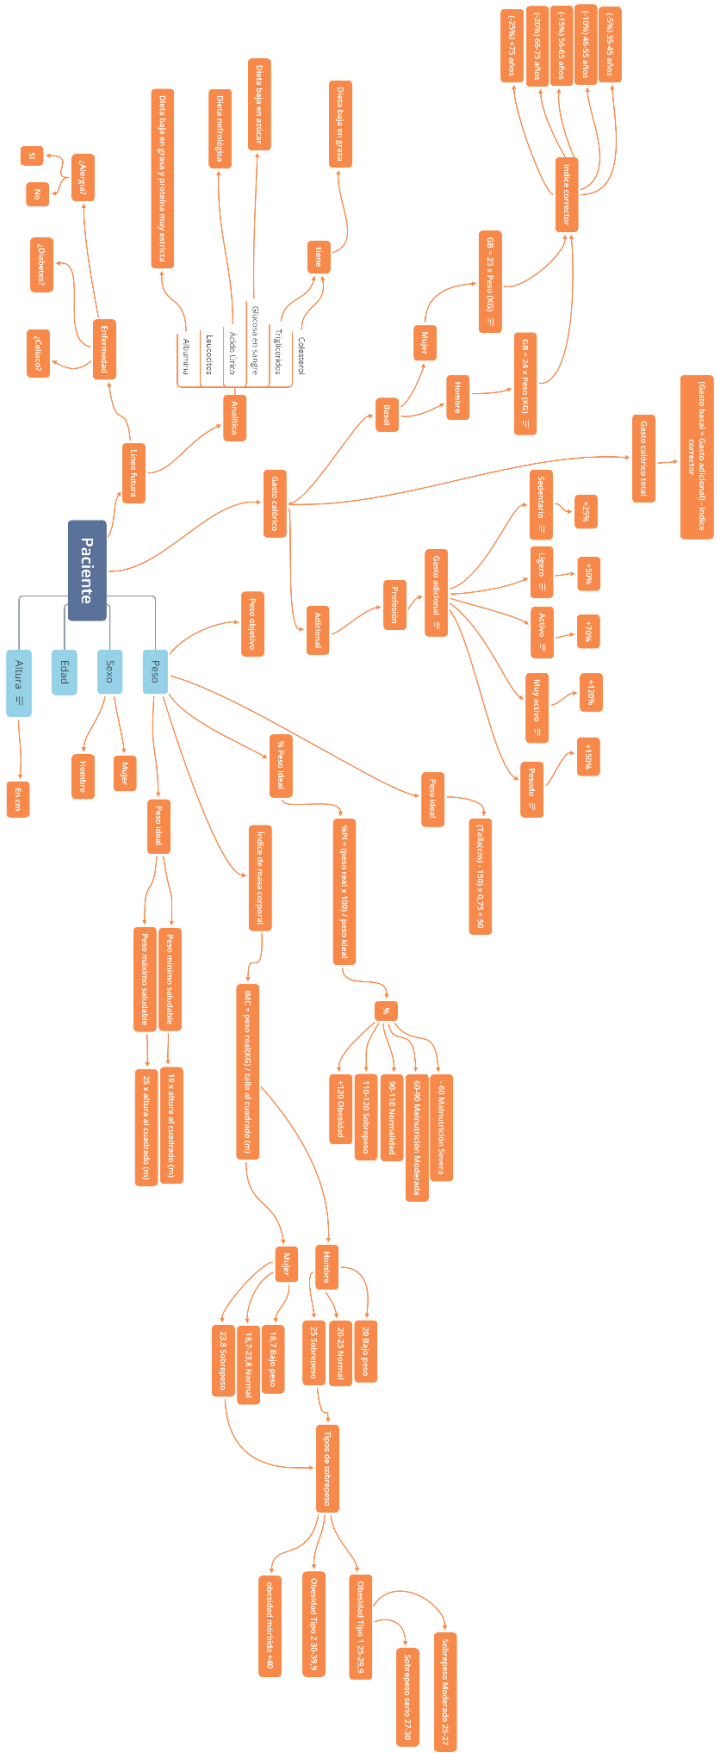 Paciente
Peso
Sexo
Edad
Altura
En cm
Mujer
Hombre
Peso objetivo
Peso ideal
Peso mínimo saludable
19 x altura al cuadrado (m)
Peso máximo saludable
25 x altura al cuadrado (m)
Índice de masa corporal
IMC = peso real(KG) / talla al cuadrado (m)
Hombre
20 Bajo peso
20-25 Normal
25 Sobrepeso
Mujer
18,7 Bajo peso
18,7-23,8 Normal
23,8 Sobrepeso
Tipos de sobrepeso
Obesidad Tipo 1 25-29,9
Sobrepeso Moderado 25-27
Sobrepeso serio 27-30
Obesidad Tipo 2 30-39,9
obesidad mórbida +40
% Peso ideal
%PI = (peso real x 100) / peso ideal
%
- 60 Malnutrición Severa
60-90 Malnutrición Moderada
90-110 Normalidad
110-120 Sobrepeso
+120 Obesidad
Peso ideal
(Talla(cm) - 150) x 0,75 + 50
Gasto calórico
Gasto calórico total
(Gasto basal + Gasto adicional) - Indice
corrector
Basal
Mujer
GB = 23 x Peso (KG)
Hombre
GB = 24 x Peso (KG)
Indice corrector
(-5%) 35-45 años
(-10%) 46-55 años
(-15%) 56-65 años
(-20%) 66-75 años
(-25%) +75 años
Adicional
Profesión
Gasto adicional
Sedentario
+25%
Ligero
+50%
Activo
+70%
Muy activo
+120%
Pesado
+150%
Linea futura
Analítica
Colesterol
Trigliceridos
Glucosa en sangre
Ácido Úrico
Leucocitos
Albumina
tiene
Dieta baja en grasa
Dieta baja en azúcar
Dieta nefrológica
Dieta baja en grasa y proteína muy estricta
Enfermedad
¿Alergia?
Si
No
¿Diabetes?
¿Celiaco?